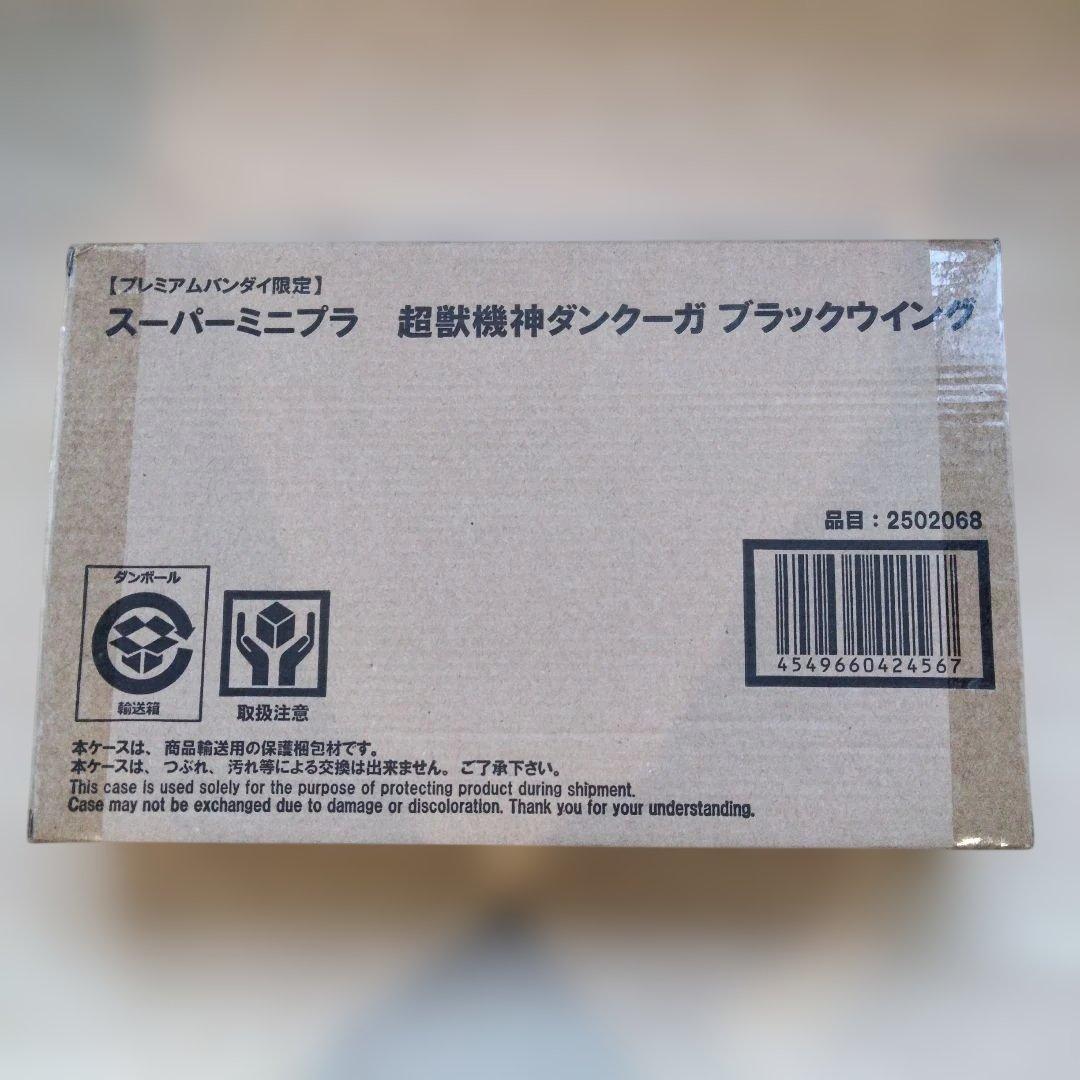 【プレミアムバンダイ限定】
スーパーミニプラ 超獣機神ダンクーガ ブラックウイング
品目：2502068
4549660424567
ダンボール
輸送箱
取扱注意
本ケースは、商品輸送用の保護梱包材です。
本ケースは、つぶれ、汚れ等による交換は出来ません。ご了承下さい。
This case is used solely for the purpose of protecting product during shipment.
Case may not be exchanged due to damage or discoloration. Thank you for your understanding.